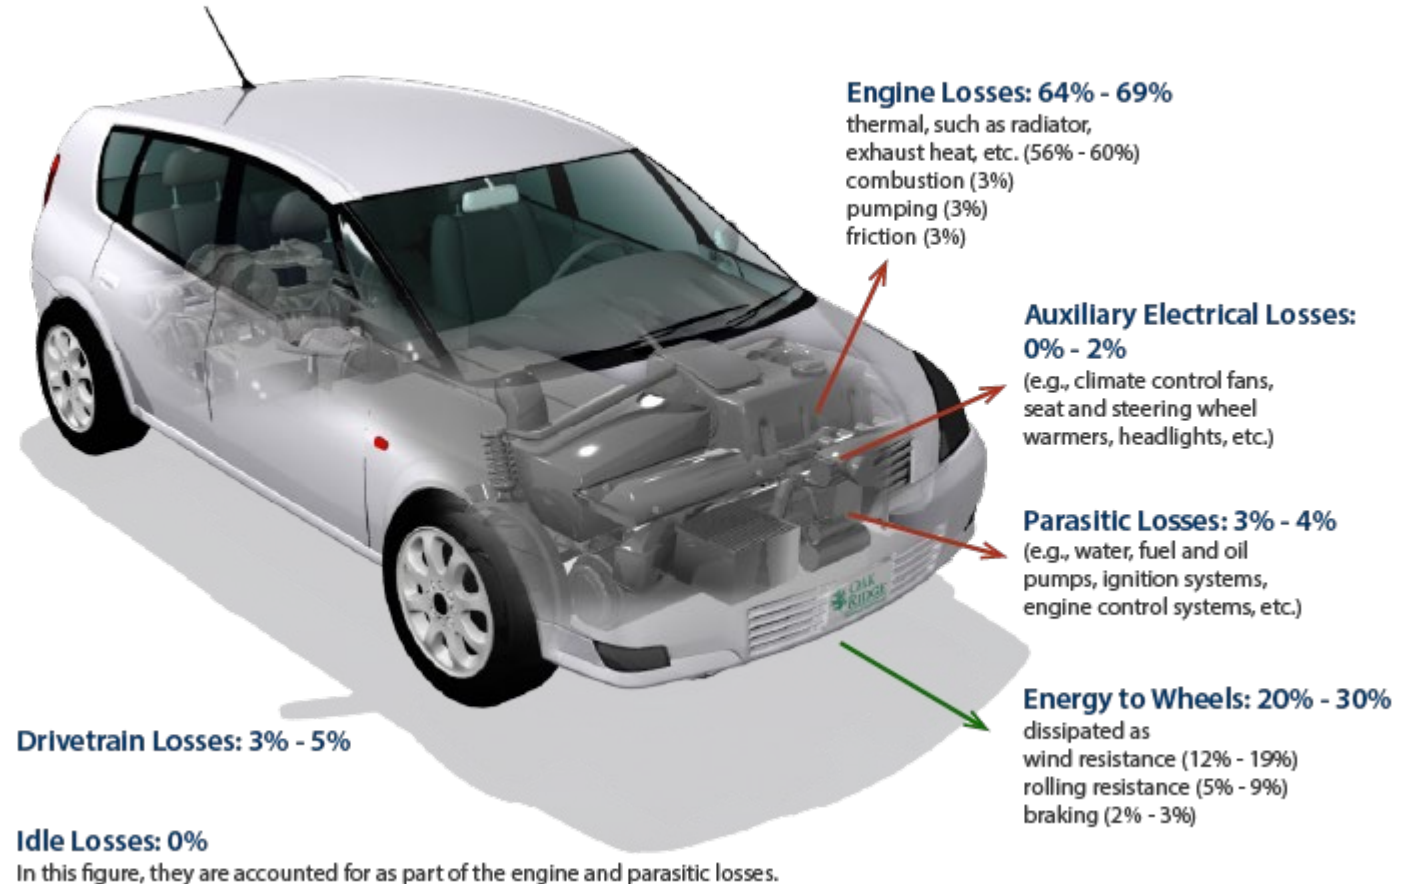 Engine Losses: 64% - 69%
thermal, such as radiator,
exhaust heat, etc. (56% - 60%)
combustion (3%)
pumping (3%)
friction (3%)
Auxiliary Electrical Losses:
0% - 2%
(e.g., climate control fans,
seat and steering wheel
warmers, headlights, etc.)
Parasitic Losses: 3% - 4%
(e.g., water, fuel and oil
pumps, ignition systems,
engine control systems, etc.)
OAK
RIDGE
Energy to Wheels: 20% - 30%
dissipated as
wind resistance (12% - 19%)
rolling resistance (5% - 9%)
braking (2% - 3%)
Drivetrain Losses: 3% - 5%
Idle Losses: 0%
In this figure, they are accounted for as part of the engine and parasitic losses.